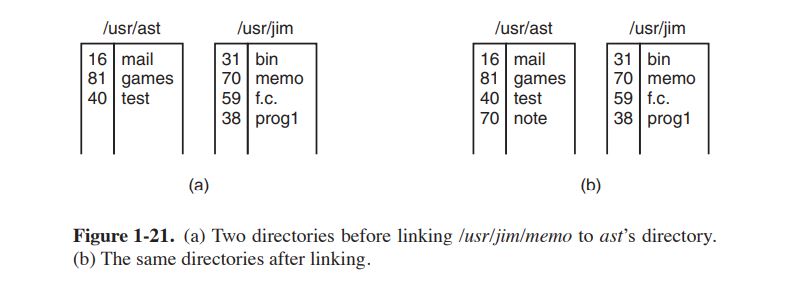 /usr/ast /usr/jim /usr/ast /usr/jim
16 mail 31 bin 16 mail 31 bin
81 games 70 memo 81 games 70 memo
40 test 59 f.c. 40 test 59 f.c.
38 prog1 70 note 38 prog1
(a) (b)
Figure 1-21. (a) Two directories before linking /usr/jim/memo to ast’s directory.
(b) The same directories after linking.